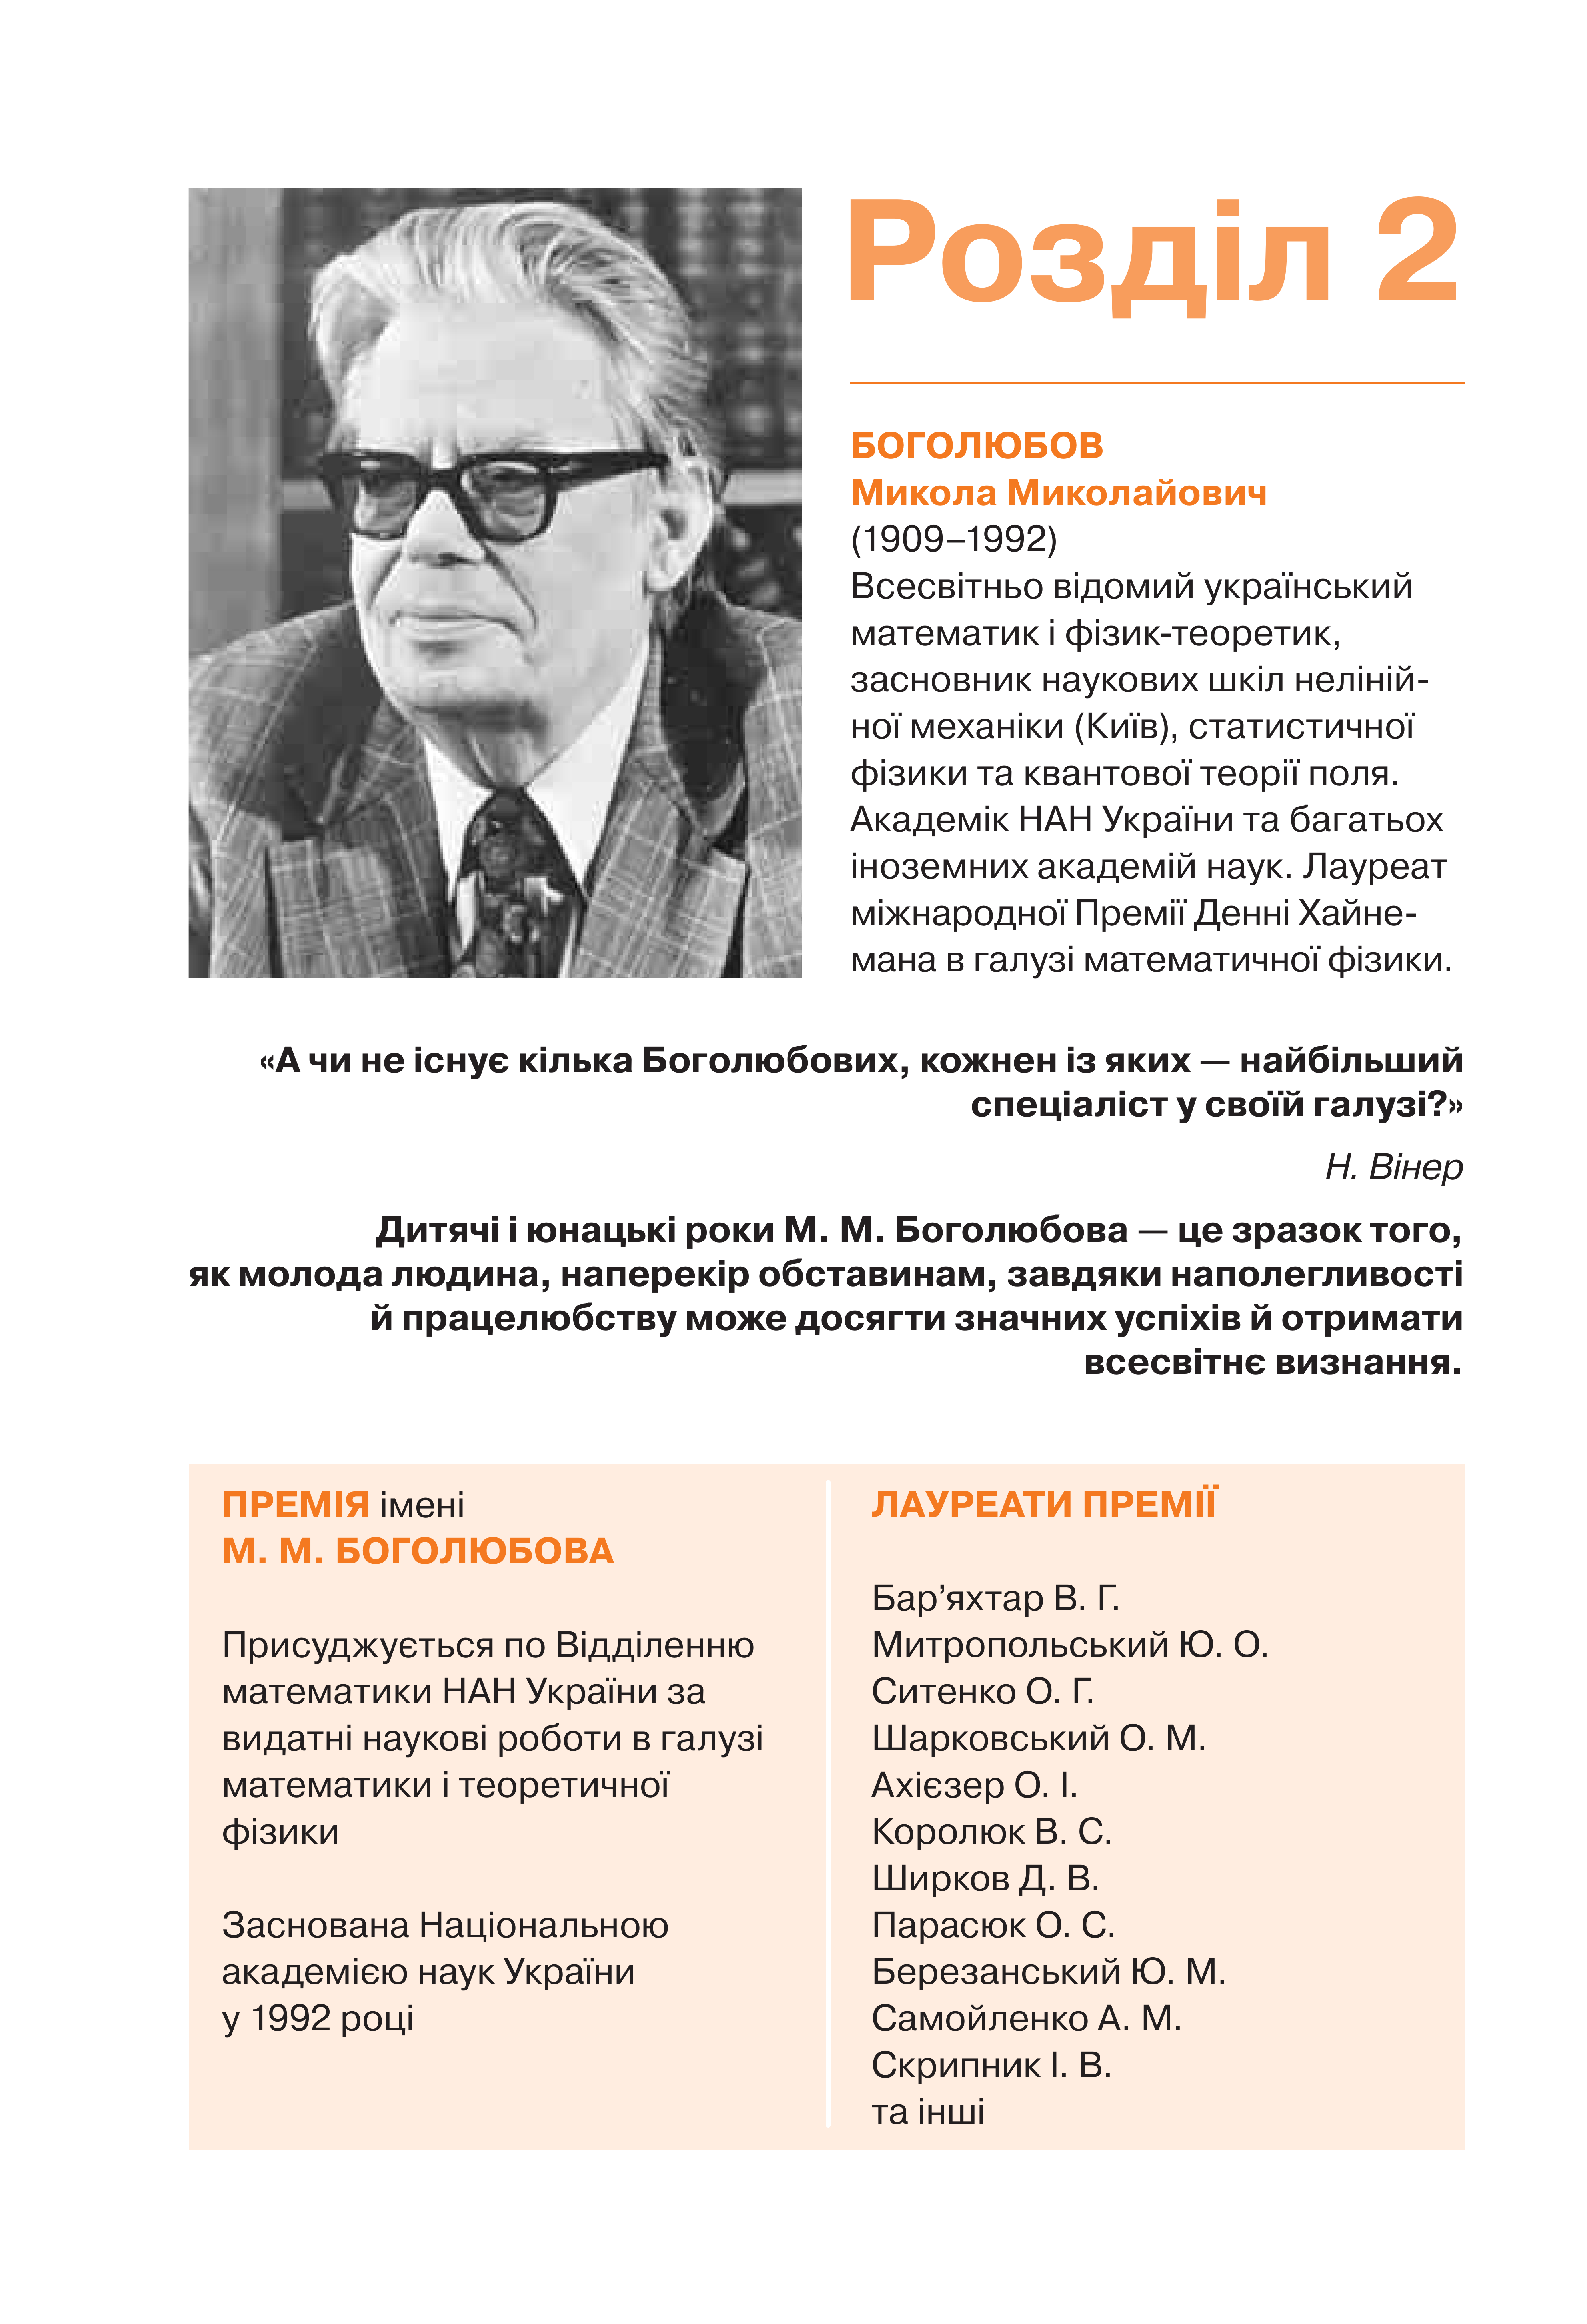 Розділ 2
БОГОЛЮБОВ
Микола Миколайович
(1909–1992)
Всесвітньо відомий український
математик і фізик-теоретик,
засновник наукових шкіл неліній-
ної механіки (Київ), статистичної
фізики та квантової теорії поля.
Академік НАН України та багатьох
іноземних академій наук. Лауреат
міжнародної Премії Денні Хайне-
мана в галузі математичної фізики.
«А чи не існує кілька Боголюбових, кожнен із яких — найбільший
спеціаліст у своїй галузі?»
Н. Вінер
Дитячі і юнацькі роки М. М. Боголюбова — це зразок того,
як молода людина, наперекір обставинам, завдяки наполегливості
й працелюбству може досягти значних успіхів й отримати
всесвітнє визнання.
ПРЕМІЯ імені
М. М. БОГОЛЮБОВА
Присуджується по Відділенню
математики НАН України за
видатні наукові роботи в галузі
математики і теоретичної
фізики
Заснована Національною
академією наук України
у 1992 році
ЛАУРЕАТИ ПРЕМІЇ
Бар’яхтар В. Г.
Митропольський Ю. О.
Ситенко О. Г.
Шарковський О. М.
Ахієзер О. І.
Королюк В. С.
Ширков Д. В.
Парасюк О. С.
Березанський Ю. М.
Самойленко А. М.
Скрипник І. В.
та інші